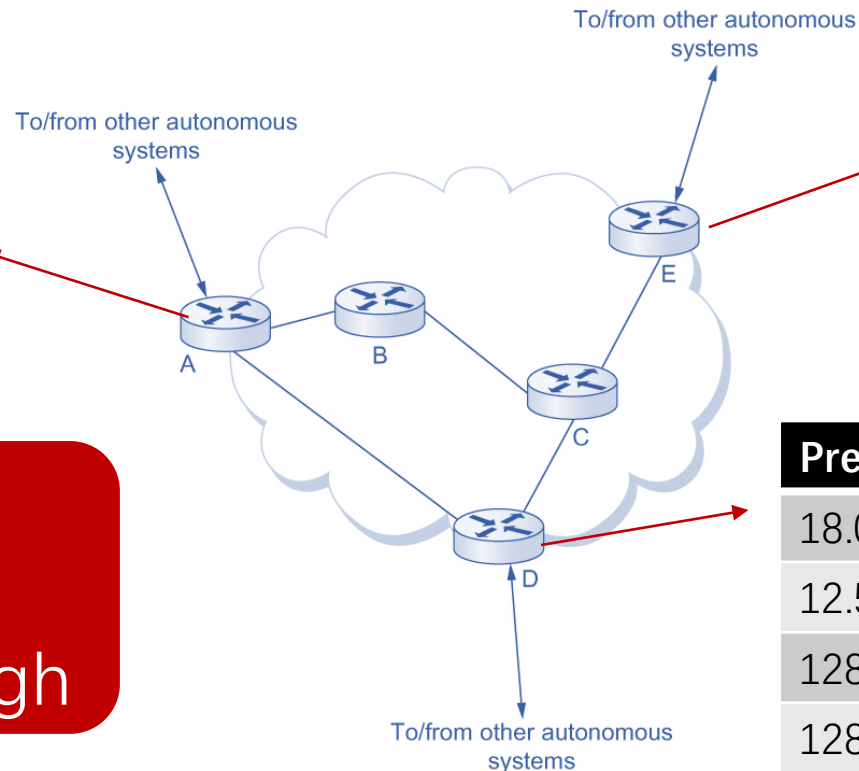 To/from other autonomous
systems
To/from other autonomous
systems
E
A
B
C
D
To/from other autonomous
systems
gh
Pre
18.0
12.5
128
128